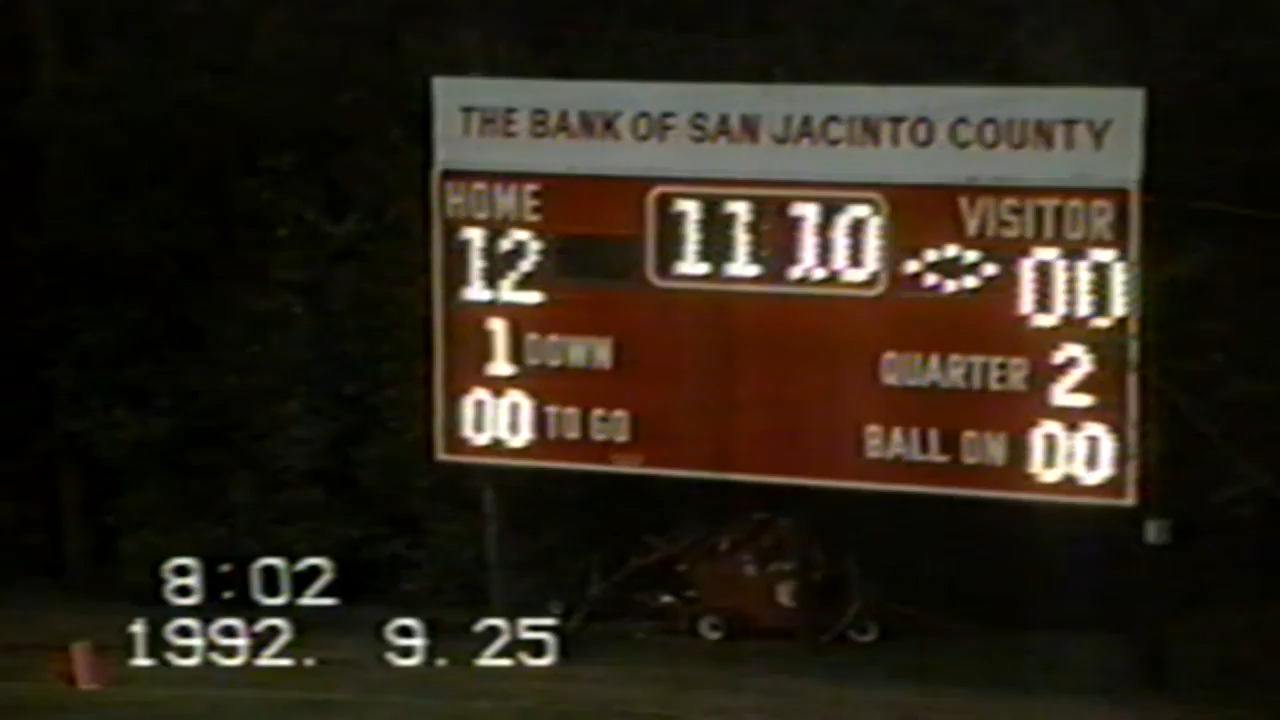 THE BANK OF SAN JACINTO COUNTY
HOME 11 10 VISITOR
12 00
1 DOWN QUARTER 2
00 TO GO BALL ON 00
8:02
1992. 9. 25